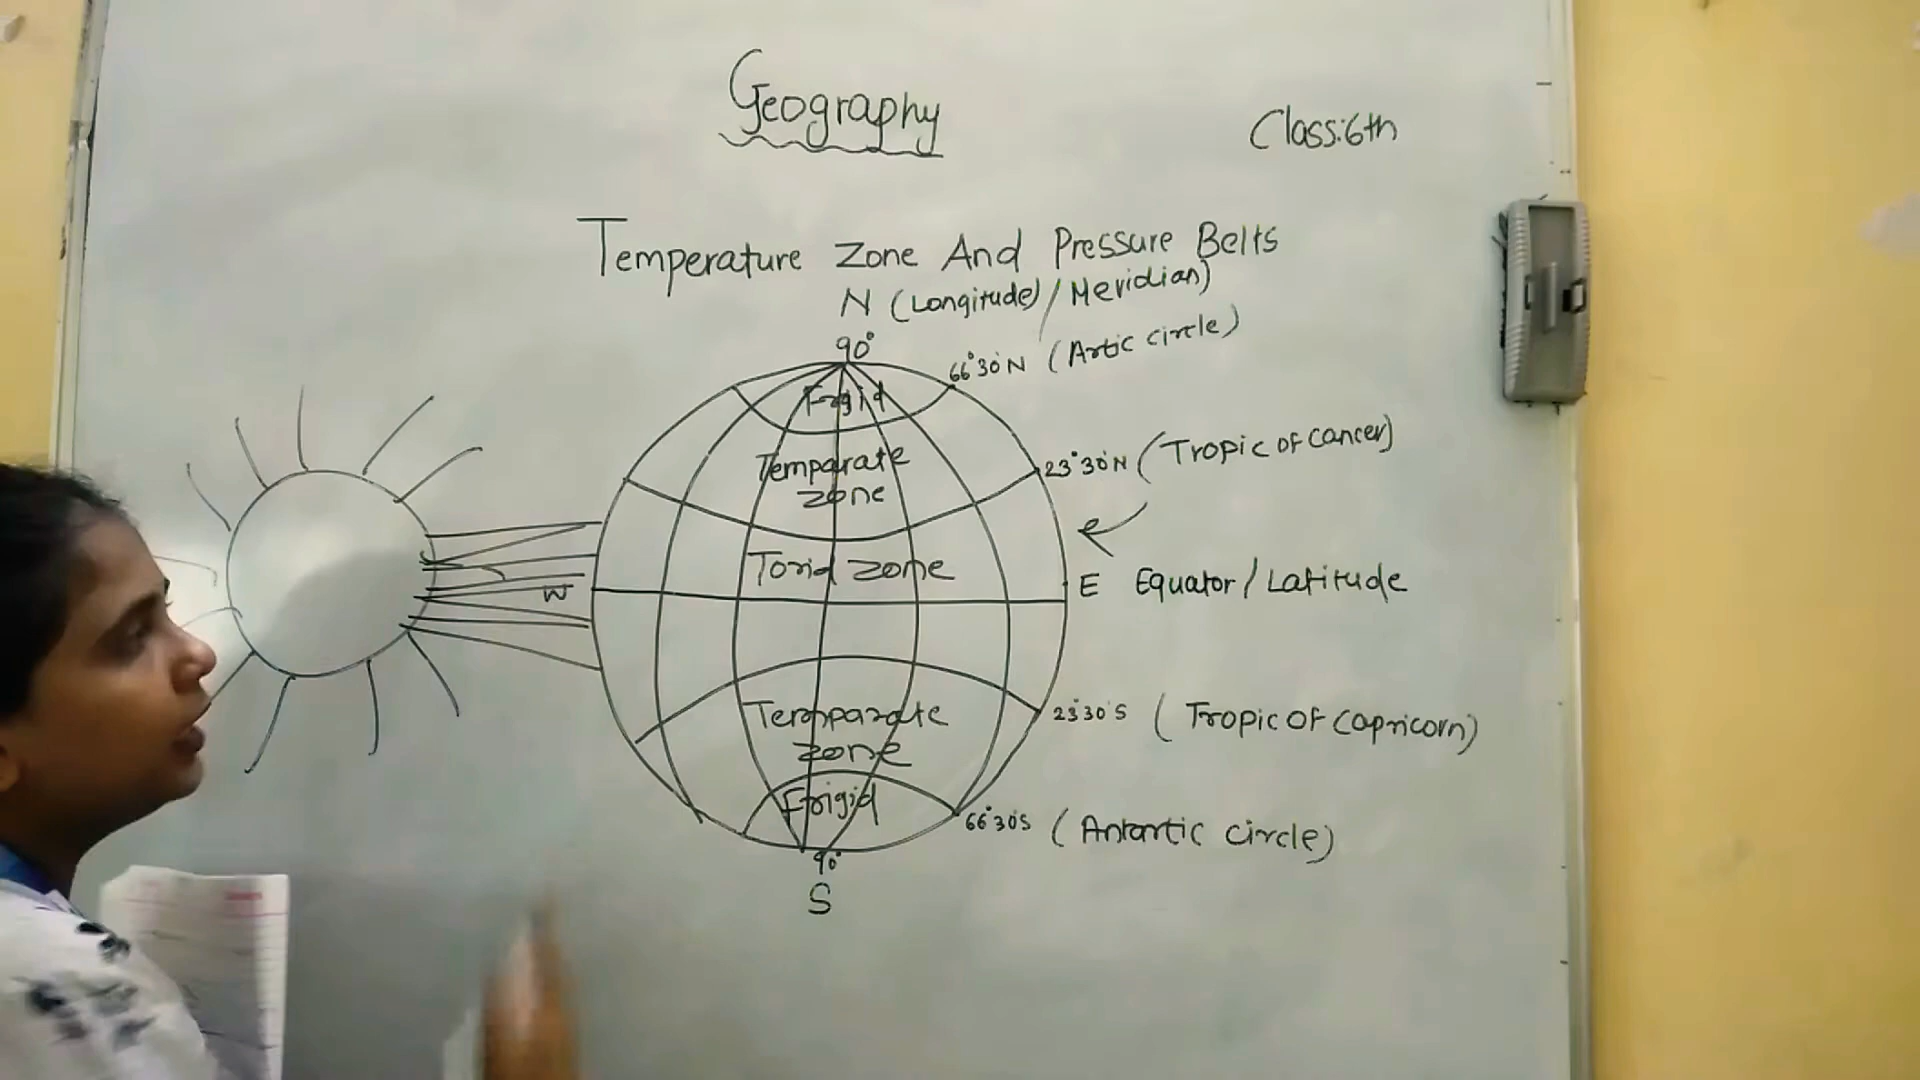 Geography
Class:6th
Temperature Zone And Pressure Belts
N (Longitude) / Meridian)
90°
66°30'N (Artic circle)
Frgid
23°30'N (Tropic OF Cancer)
Temparate
zone
Torid zone
W
E Equator / Latitude
Temparate
zone
23°30'S (Tropic OF Capricorn)
Frigid
66°30'S (Antartic circle)
90°
S